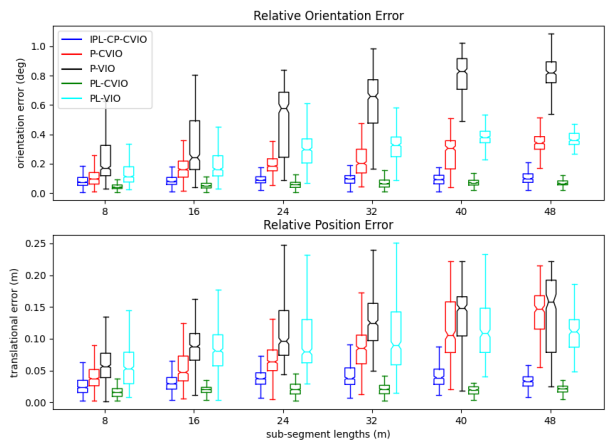 Relative Orientation Error
IPL-CP-CVIO
P-CVIO
P-VIO
PL-CVIO
PL-VIO
orientation error (deg)
1.0
0.8
0.6
0.4
0.2
0.0
8 16 24 32 40 48
Relative Position Error
translational error (m)
0.25
0.20
0.15
0.10
0.05
0.00
8 16 24 32 40 48
sub-segment lengths (m)